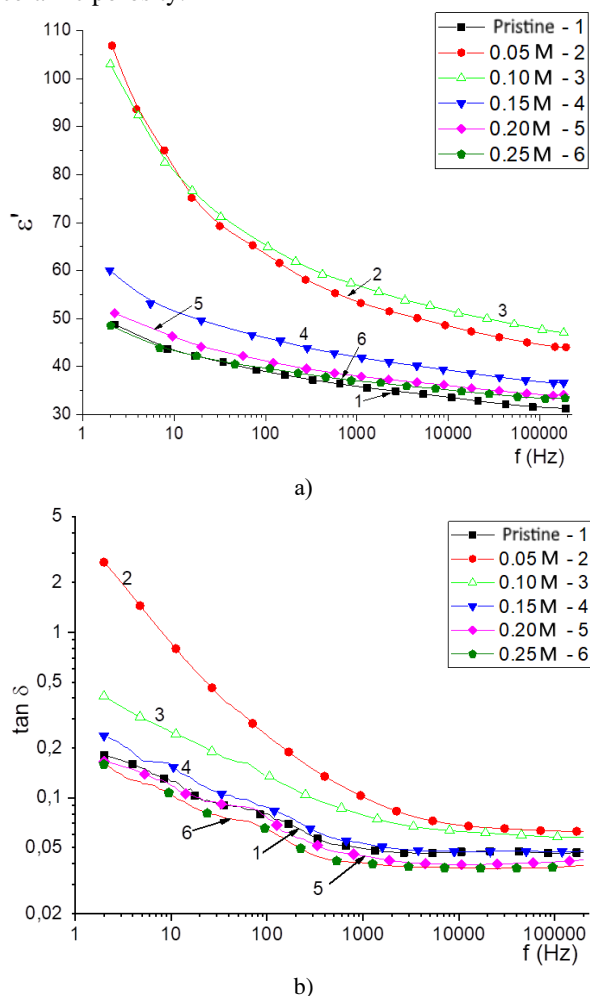 Pristine - 1
0.05 M - 2
0.10 M - 3
0.15 M - 4
0.20 M - 5
0.25 M - 6
110
100
90
80
70
60
50
40
30
ε'
2
3
5
4
6
1
1 10 100 1000 10000 100000
f (Hz)
a)
Pristine - 1
0.05 M - 2
0.10 M - 3
0.15 M - 4
0.20 M - 5
0.25 M - 6
5
2
1
0,5
0,2
0,1
0,05
0,02
tan δ
2
3
4
6
1
5
1 10 100 1000 10000 100000
f (Hz)
b)